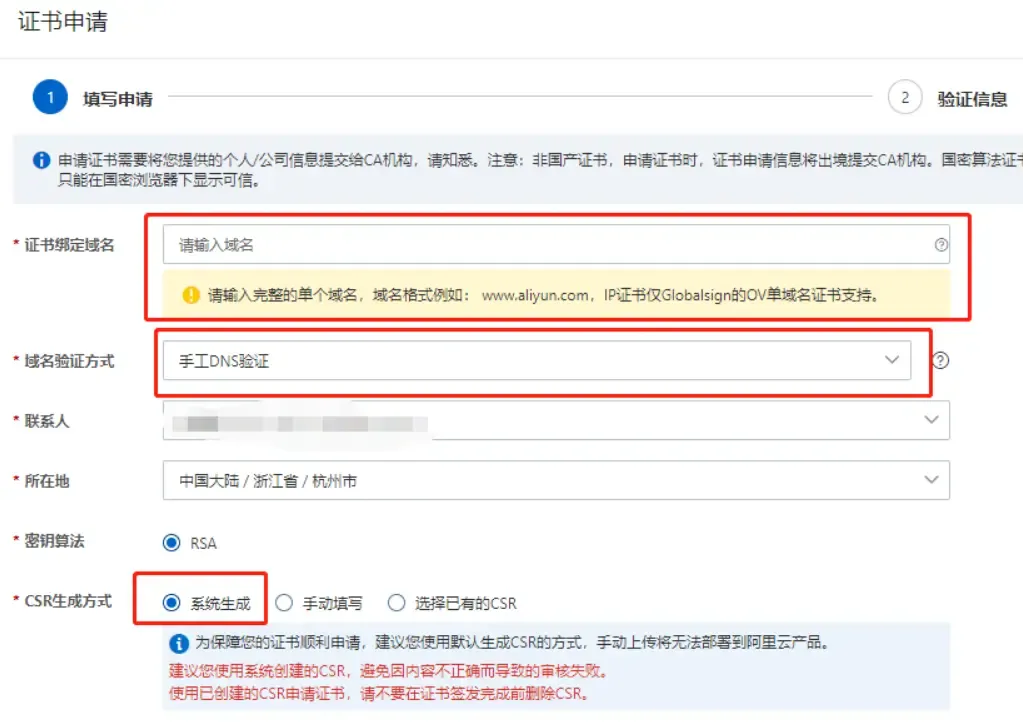 证书申请
1 填写申请 2 验证信息
申请证书需要将您提供的个人/公司信息提交给CA机构，请知悉。注意：非国产证书，申请证书时，证书申请信息将出境提交CA机构。国密算法证书
只能在国密浏览器下显示可信。
* 证书绑定域名 请输入域名
请输入完整的单个域名，域名格式例如： www.aliyun.com，IP证书仅Globalsign的OV单域名证书支持。
* 域名验证方式 手工DNS验证
* 联系人
* 所在地 中国大陆 / 浙江省 / 杭州市
* 密钥算法 RSA
* CSR生成方式 系统生成 手动填写 选择已有的CSR
为保障您的证书顺利申请，建议您使用默认生成CSR的方式，手动上传将无法部署到阿里云产品。
建议您使用系统创建的CSR，避免因内容不正确而导致的审核失败。
使用已创建的CSR申请证书，请不要在证书签发完成前删除CSR。